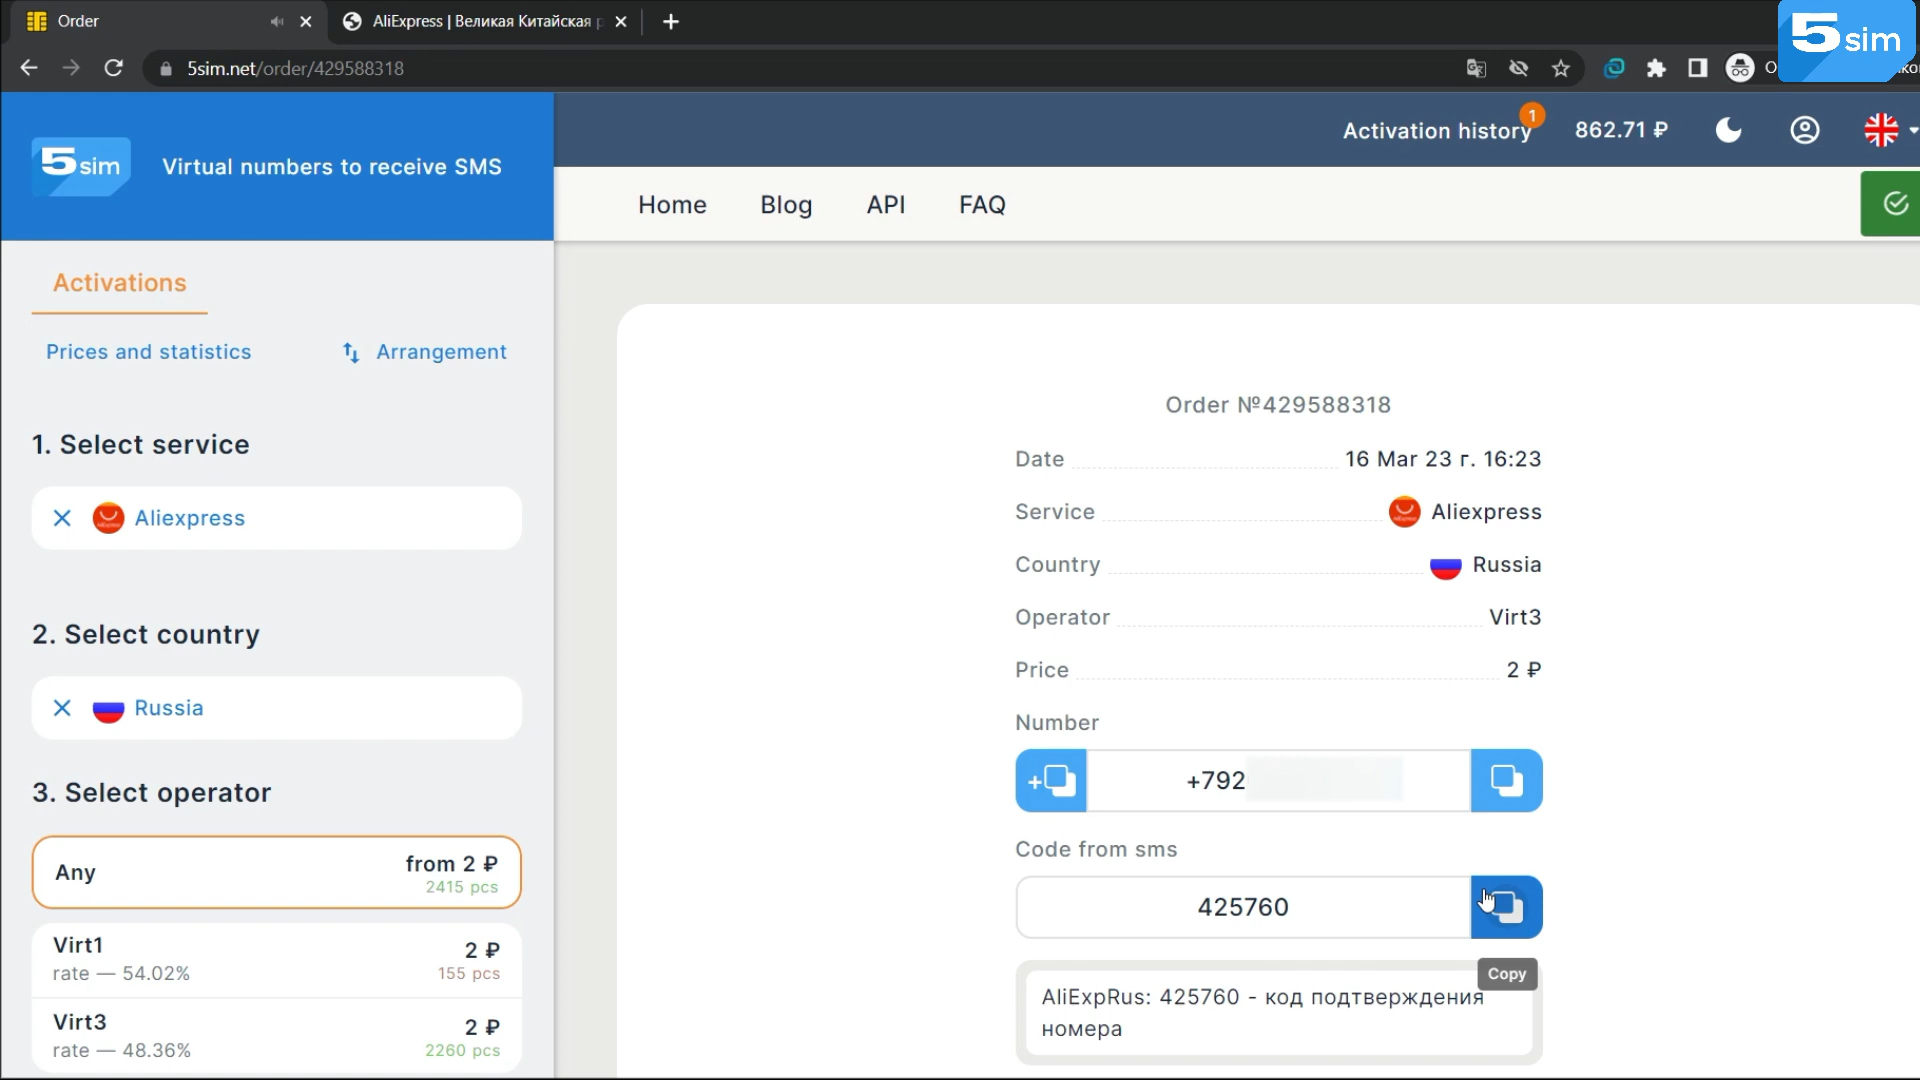 Order
AliExpress | Великая Китайская р
5sim.net/order/429588318
5sim
5sim
Virtual numbers to receive SMS
Activation history
1
862.71 ₽
Home
Blog
API
FAQ
Activations
Prices and statistics
Arrangement
1. Select service
Aliexpress
2. Select country
Russia
3. Select operator
Any
from 2 ₽
2415 pcs
Virt1
2 ₽
rate — 54.02%
155 pcs
Virt3
2 ₽
rate — 48.36%
2260 pcs
Order №429588318
Date
16 Mar 23 г. 16:23
Service
Aliexpress
Country
Russia
Operator
Virt3
Price
2 ₽
Number
+792
Code from sms
425760
Copy
AliExpRus: 425760 - код подтверждения
номера